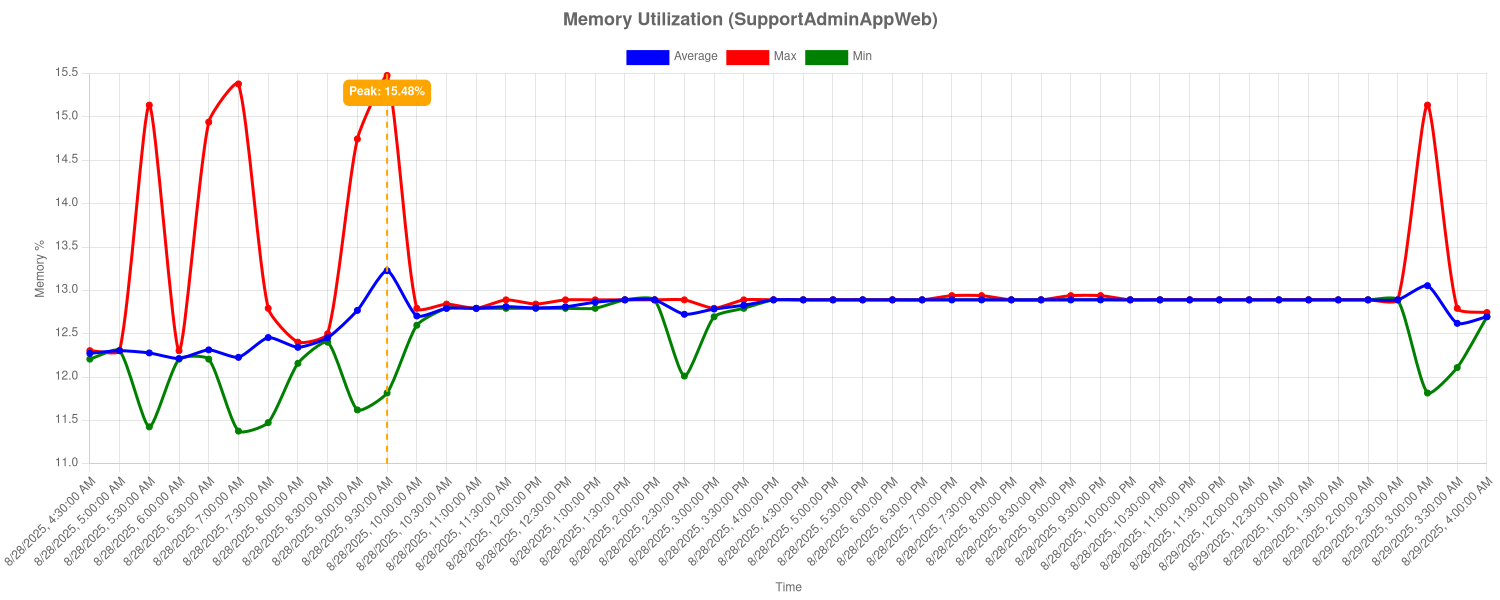 Memory Utilization (SupportAdminAppWeb)
Average Max Min
Peak: 15.48%
15.5
15.0
14.5
14.0
13.5
13.0
12.5
12.0
11.5
11.0
Memory %
8/28/2025, 4:30:00 AM
8/28/2025, 5:00:00 AM
8/28/2025, 5:30:00 AM
8/28/2025, 6:00:00 AM
8/28/2025, 6:30:00 AM
8/28/2025, 7:00:00 AM
8/28/2025, 7:30:00 AM
8/28/2025, 8:00:00 AM
8/28/2025, 8:30:00 AM
8/28/2025, 9:00:00 AM
8/28/2025, 9:30:00 AM
8/28/2025, 10:00:00 AM
8/28/2025, 10:30:00 AM
8/28/2025, 11:00:00 AM
8/28/2025, 11:30:00 AM
8/28/2025, 12:00:00 PM
8/28/2025, 12:30:00 PM
8/28/2025, 1:00:00 PM
8/28/2025, 1:30:00 PM
8/28/2025, 2:00:00 PM
8/28/2025, 2:30:00 PM
8/28/2025, 3:00:00 PM
8/28/2025, 3:30:00 PM
8/28/2025, 4:00:00 PM
8/28/2025, 4:30:00 PM
8/28/2025, 5:00:00 PM
8/28/2025, 5:30:00 PM
8/28/2025, 6:00:00 PM
8/28/2025, 6:30:00 PM
8/28/2025, 7:00:00 PM
8/28/2025, 7:30:00 PM
8/28/2025, 8:00:00 PM
8/28/2025, 8:30:00 PM
8/28/2025, 9:00:00 PM
8/28/2025, 9:30:00 PM
8/28/2025, 10:00:00 PM
8/28/2025, 10:30:00 PM
8/28/2025, 11:00:00 PM
8/28/2025, 11:30:00 PM
8/29/2025, 12:00:00 AM
8/29/2025, 12:30:00 AM
8/29/2025, 1:00:00 AM
8/29/2025, 1:30:00 AM
8/29/2025, 2:00:00 AM
8/29/2025, 2:30:00 AM
8/29/2025, 3:00:00 AM
8/29/2025, 3:30:00 AM
8/29/2025, 4:00:00 AM
Time